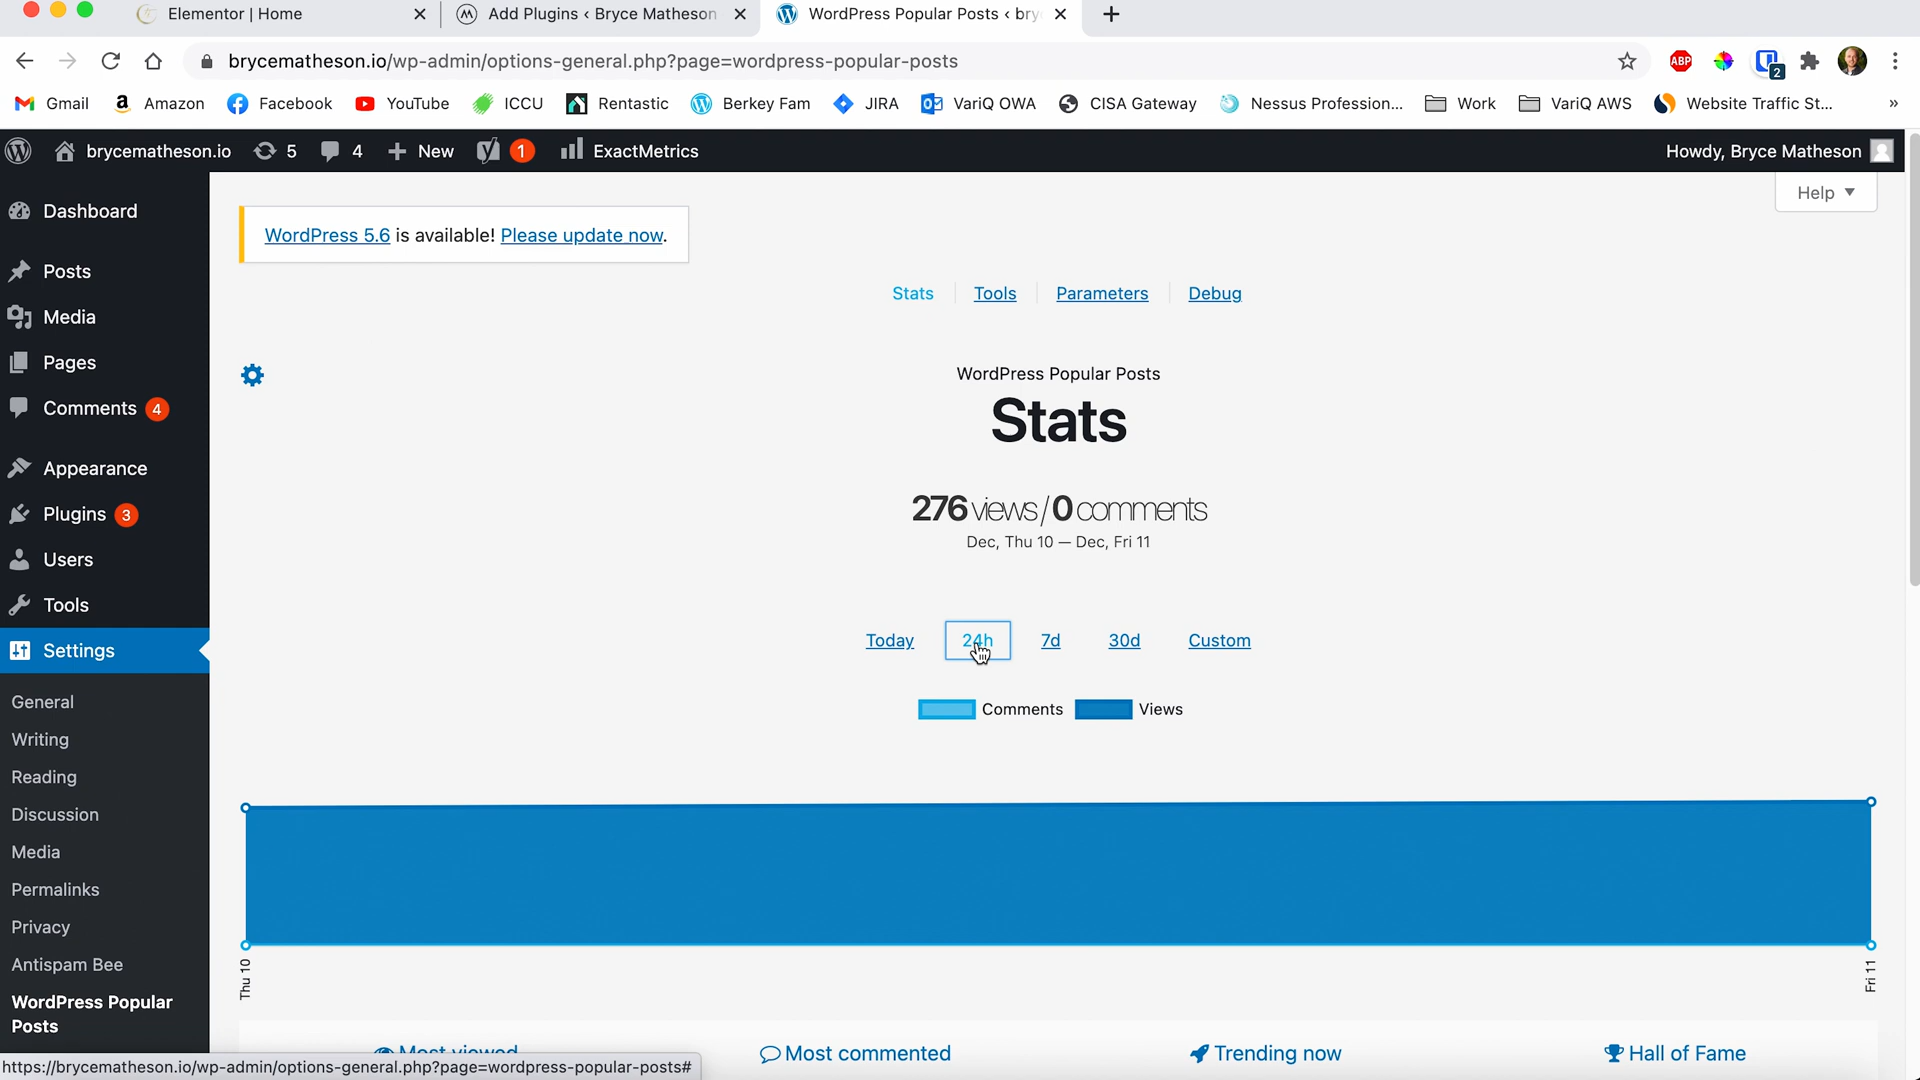 Elementor | Home
Add Plugins ‹ Bryce Matheson
WordPress Popular Posts ‹ bry
brycematheson.io/wp-admin/options-general.php?page=wordpress-popular-posts
ABP
2
Gmail
Amazon
Facebook
YouTube
ICCU
Rentastic
Berkey Fam
JIRA
VariQ OWA
CISA Gateway
Nessus Profession...
Work
VariQ AWS
Website Traffic St...
»
brycematheson.io
5
4
New
1
ExactMetrics
Howdy, Bryce Matheson
Help
Dashboard
Posts
Media
Pages
Comments 4
Appearance
Plugins 3
Users
Tools
Settings
General
Writing
Reading
Discussion
Media
Permalinks
Privacy
Antispam Bee
WordPress Popular
Posts
WordPress 5.6 is available! Please update now.
Stats
Tools
Parameters
Debug
WordPress Popular Posts
Stats
276 views / 0 comments
Dec, Thu 10 — Dec, Fri 11
Today
24h
7d
30d
Custom
Comments
Views
Thu 10
Fri 11
Most viewed
Most commented
Trending now
Hall of Fame
https://brycematheson.io/wp-admin/options-general.php?page=wordpress-popular-posts#